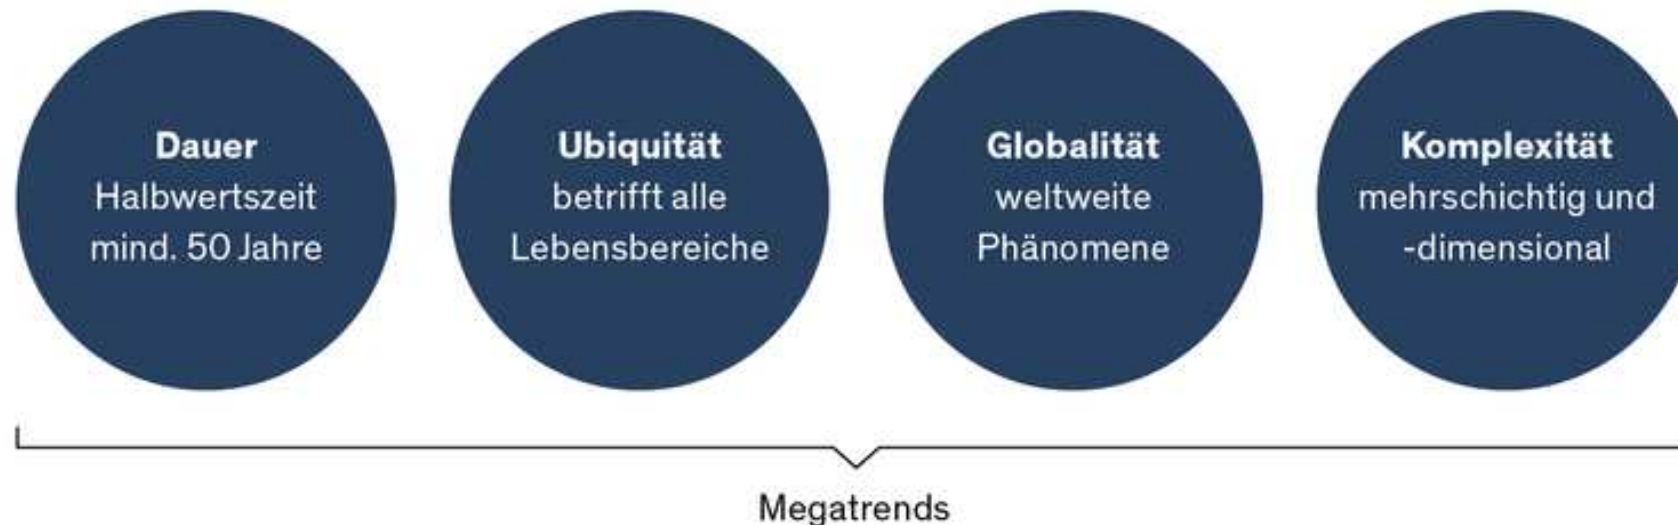 Dauer
Halbwertszeit
mind. 50 Jahre
Ubiquität
betrifft alle
Lebensbereiche
Globalität
weltweite
Phänomene
Komplexität
mehrschichtig und
-dimensional
Megatrends